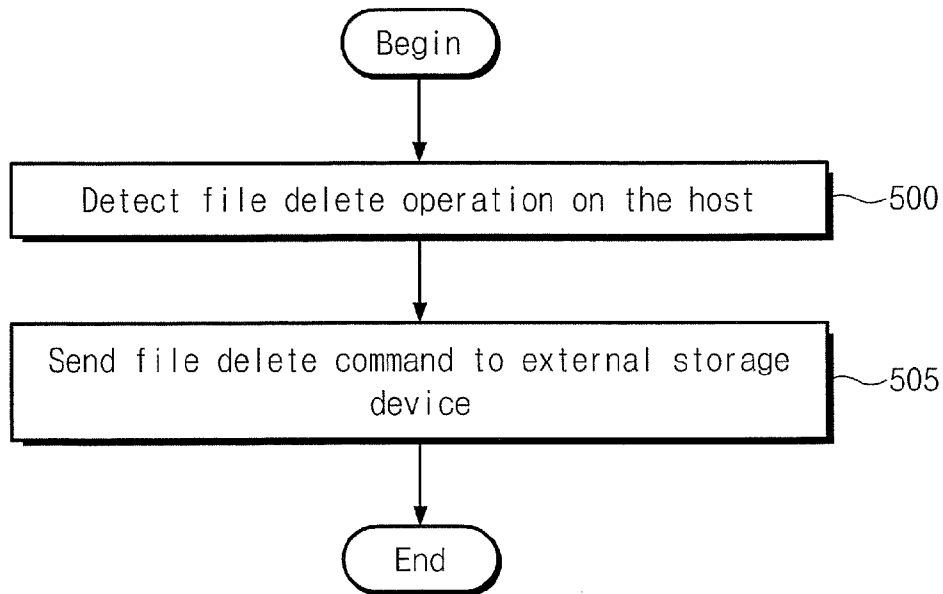 Begin
Detect file delete operation on the host
500
Send file delete command to external storage
device
505
End